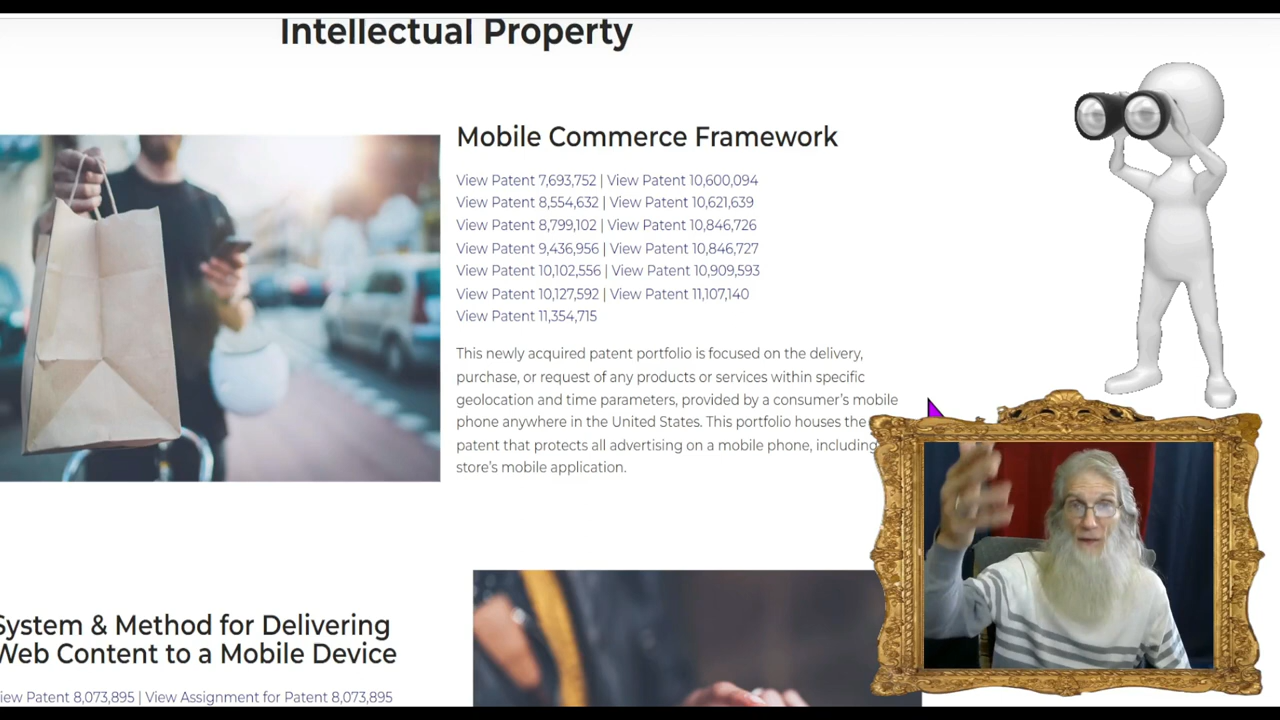 Intellectual Property
Mobile Commerce Framework
View Patent 7,693,752 | View Patent 10,600,094
View Patent 8,554,632 | View Patent 10,621,639
View Patent 8,799,102 | View Patent 10,846,726
View Patent 9,436,956 | View Patent 10,846,727
View Patent 10,102,556 | View Patent 10,909,593
View Patent 10,127,592 | View Patent 11,107,140
View Patent 11,354,715
This newly acquired patent portfolio is focused on the delivery,
purchase, or request of any products or services within specific
geolocation and time parameters, provided by a consumer's mobile
phone anywhere in the United States. This portfolio houses the
patent that protects all advertising on a mobile phone, including
store's mobile application.
System & Method for Delivering
Web Content to a Mobile Device
iew Patent 8,073,895 | View Assignment for Patent 8,073,895